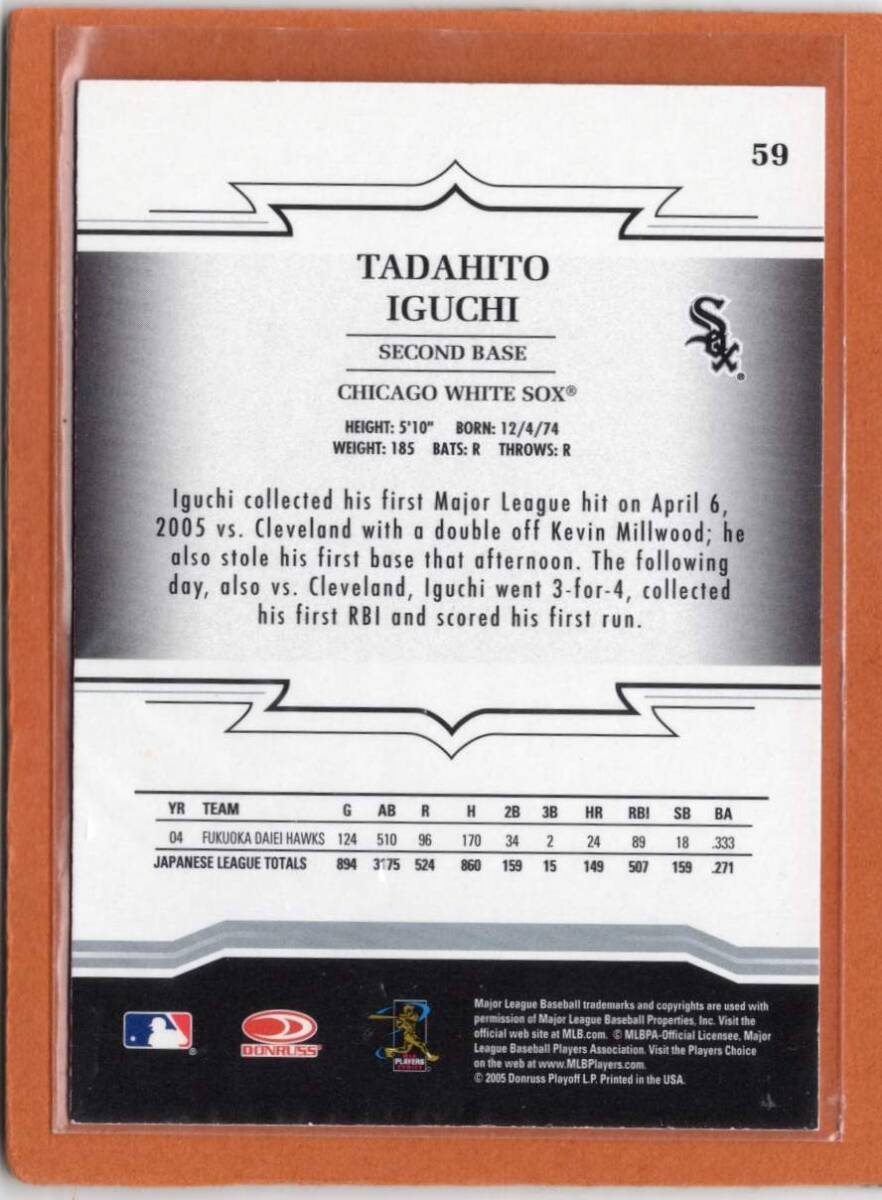 59
TADAHITO
IGUCHI
SECOND BASE
CHICAGO WHITE SOX®
Sox®
HEIGHT: 5'10" BORN: 12/4/74
WEIGHT: 185 BATS: R THROWS: R
Iguchi collected his first Major League hit on April 6,
2005 vs. Cleveland with a double off Kevin Millwood; he
also stole his first base that afternoon. The following
day, also vs. Cleveland, Iguchi went 3-for-4, collected
his first RBI and scored his first run.
YR TEAM G AB R H 2B 3B HR RBI SB BA
04 FUKUOKA DAIEI HAWKS 124 510 96 170 34 2 24 89 18 .333
JAPANESE LEAGUE TOTALS 894 3175 524 860 159 15 149 507 159 .271
DONRUSS
PLAYERS
CHOICE
Major League Baseball trademarks and copyrights are used with
permission of Major League Baseball Properties, Inc. Visit the
official web site at MLB.com. © MLBPA-Official Licensee, Major
League Baseball Players Association. Visit the Players Choice
on the web at www.MLBPlayers.com.
© 2005 Donruss Playoff L.P. Printed in the USA.